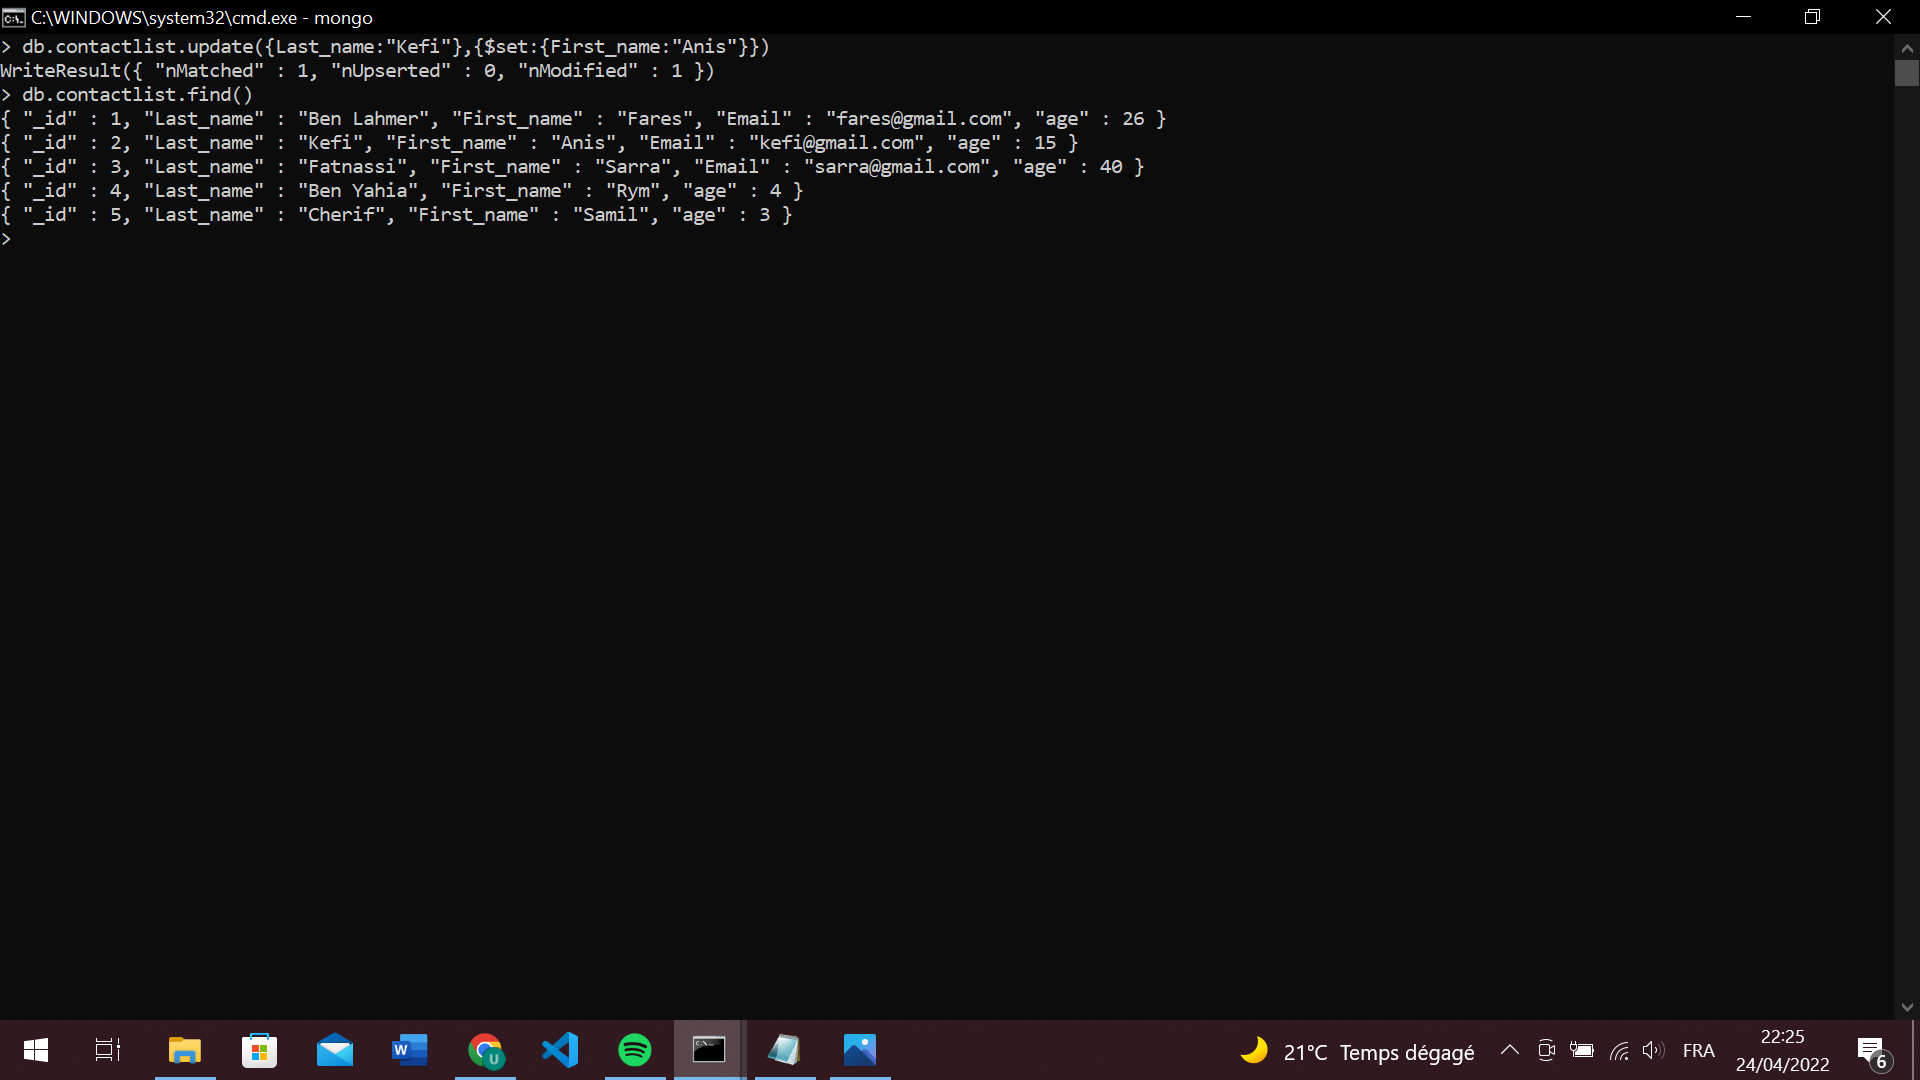 C:\WINDOWS\system32\cmd.exe - mongo
> db.contactlist.update({Last_name:"Kefi"},{$set:{First_name:"Anis"}})
WriteResult({ "nMatched" : 1, "nUpserted" : 0, "nModified" : 1 })
> db.contactlist.find()
{ "_id" : 1, "Last_name" : "Ben Lahmer", "First_name" : "Fares", "Email" : "fares@gmail.com", "age" : 26 }
{ "_id" : 2, "Last_name" : "Kefi", "First_name" : "Anis", "Email" : "kefi@gmail.com", "age" : 15 }
{ "_id" : 3, "Last_name" : "Fatnassi", "First_name" : "Sarra", "Email" : "sarra@gmail.com", "age" : 40 }
{ "_id" : 4, "Last_name" : "Ben Yahia", "First_name" : "Rym", "age" : 4 }
{ "_id" : 5, "Last_name" : "Cherif", "First_name" : "Samil", "age" : 3 }
>
W
U
21°C Temps dégagé
FRA
22:25
24/04/2022
6